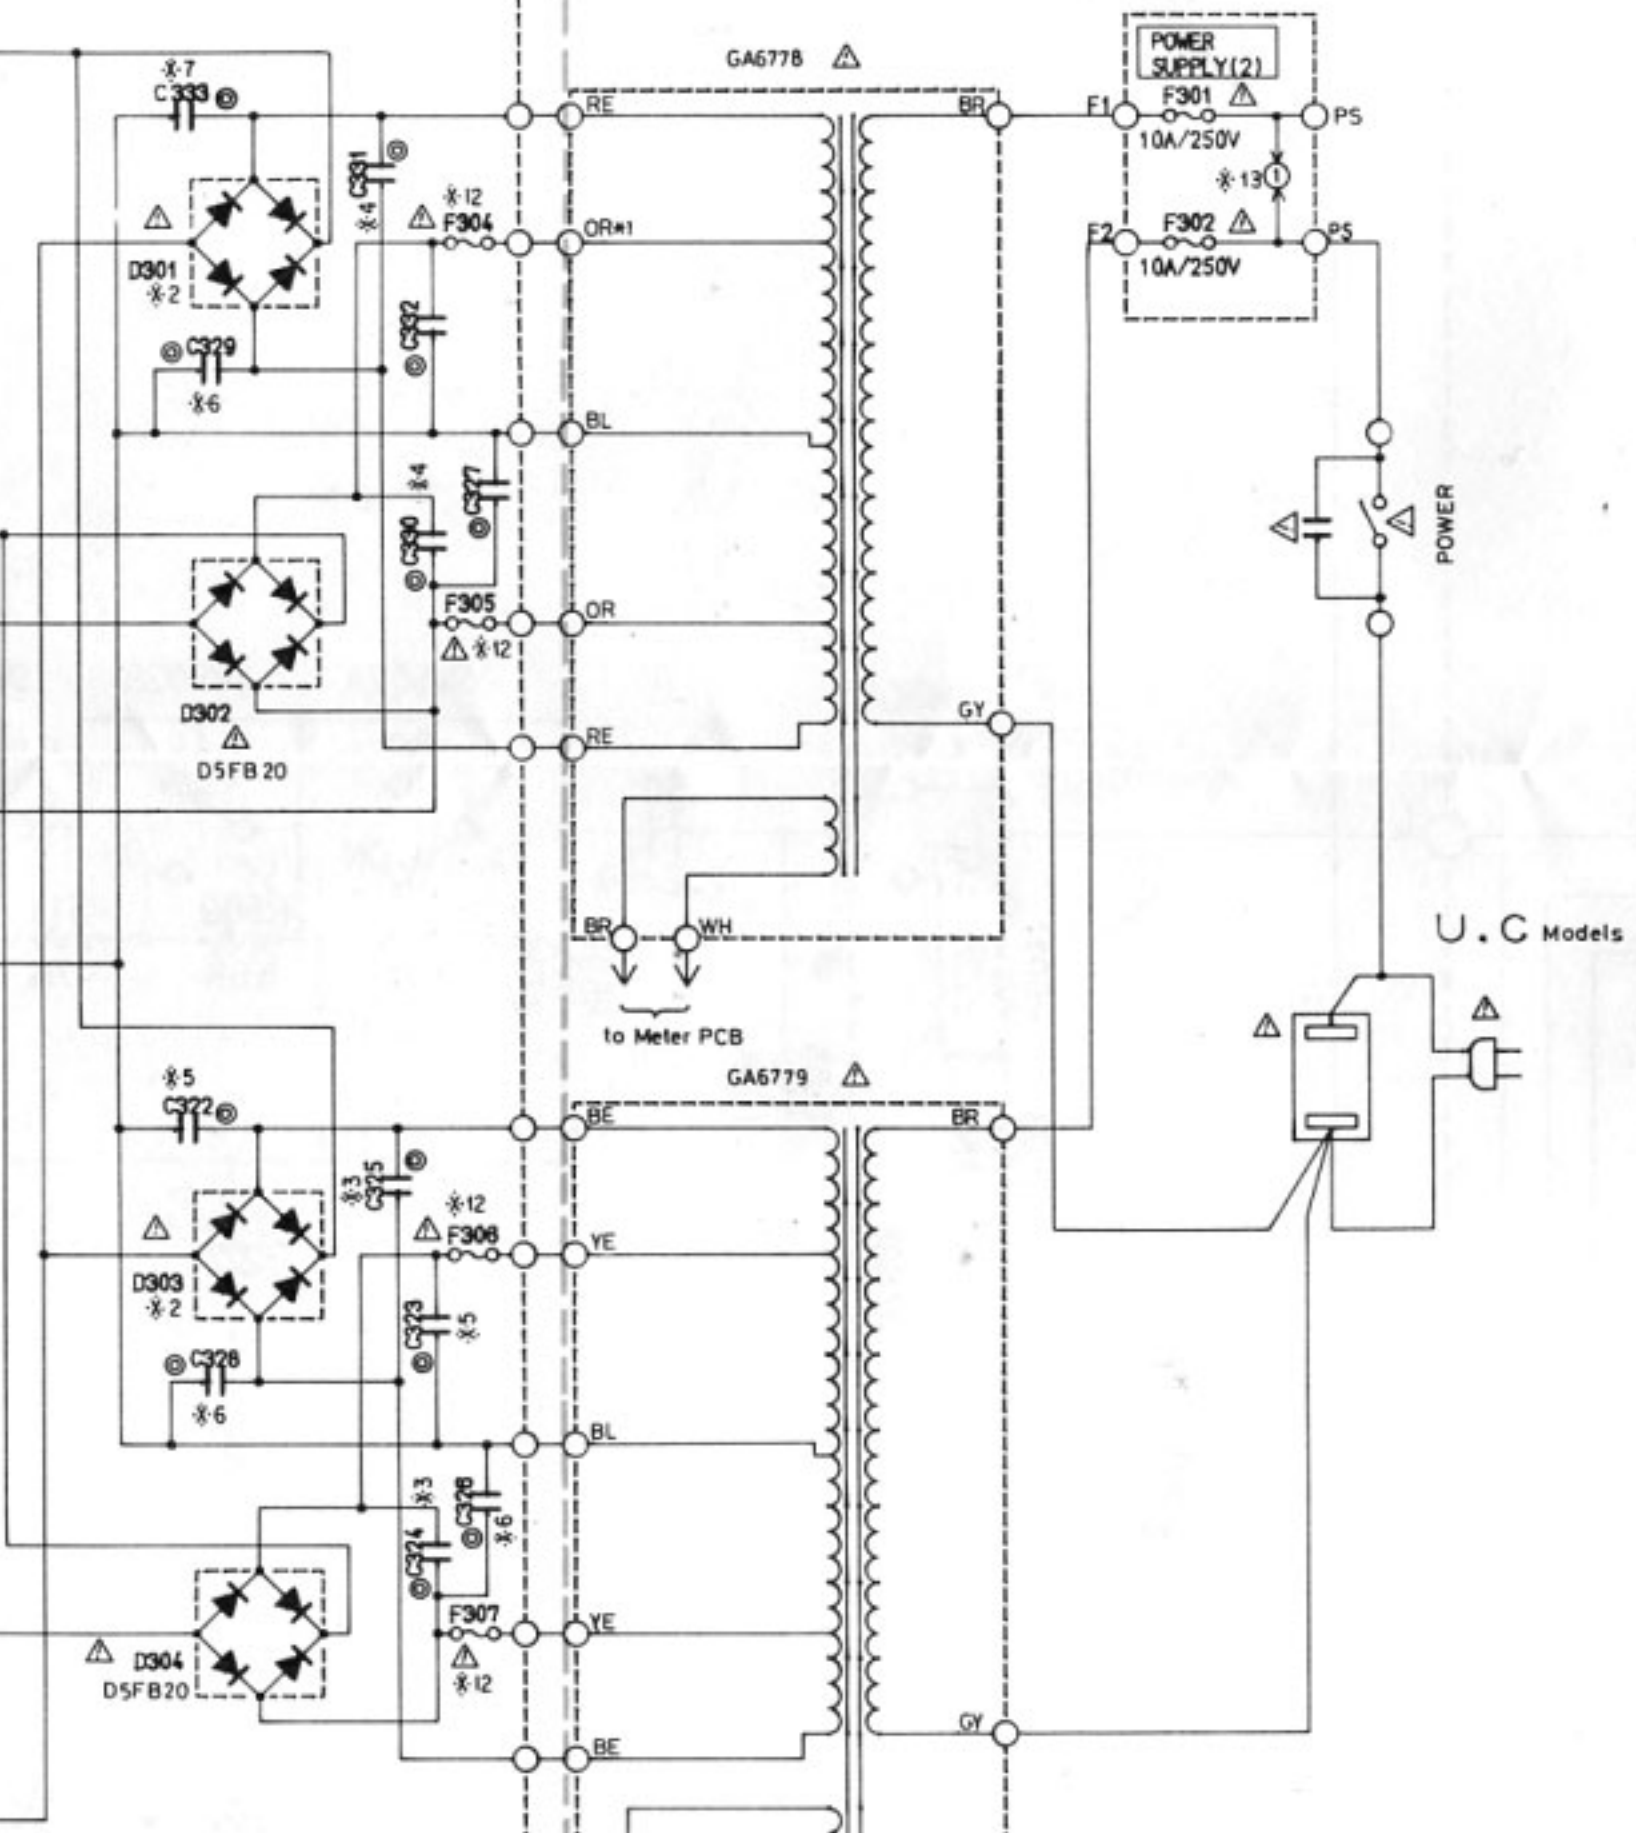 GA6778
POWER
SUPPLY(2)
※7
C333
RE
BR
F1
F301
PS
10A/250V
C331
※4
※12
F304
OR*1
※13
1
F2
F302
PS
10A/250V
D301
※2
C332
C329
※6
BL
※4
C327
C330
POWER
F305
OR
※12
D302
D5FB20
RE
GY
BR
WH
U.C Models
to Meter PCB
GA6779
※5
C322
BE
BR
※3
C325
※12
F306
YE
D303
※2
C323
※5
C328
※6
BL
※3
C326
※6
C324
F307
YE
D304
D5FB20
※12
GY
BE